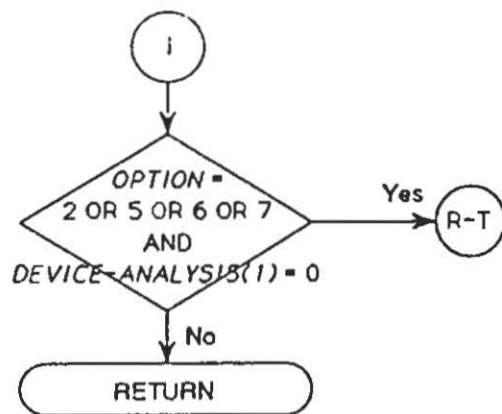 i
OPTION =
2 OR 5 OR 6 OR 7
AND
DEVICE-ANALYSIS(1) = 0
Yes
R-T
No
RETURN